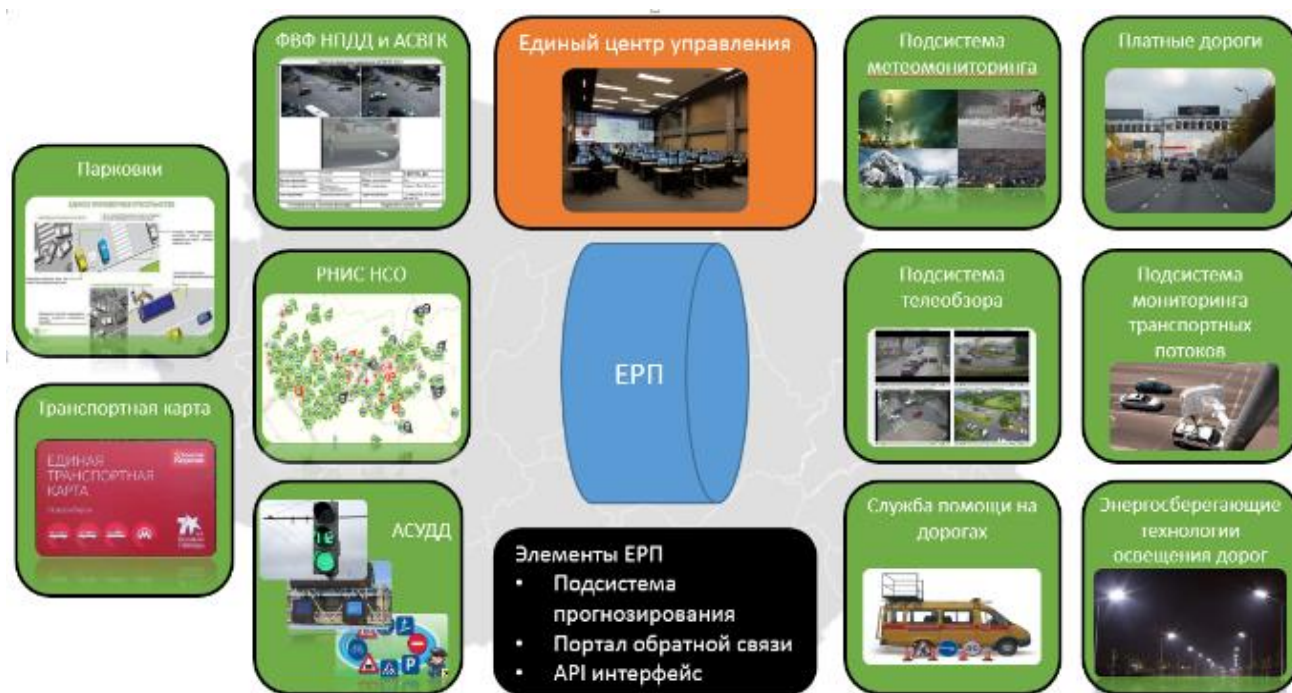 ФВФ НПДД и АСВГК
Единый центр управления
Подсистема
метеомониторинга
Платные дороги
Парковки
РНИС НСО
ЕРП
Подсистема
телеобзора
Подсистема
мониторинга
транспортных
потоков
Транспортная карта
ЕДИНАЯ
ТРАНСПОРТНАЯ
КАРТА
АСУДД
Элементы ЕРП
• Подсистема
прогнозирования
• Портал обратной связи
• API интерфейс
Служба помощи на
дорогах
Энергосберегающие
технологии
освещения дорог